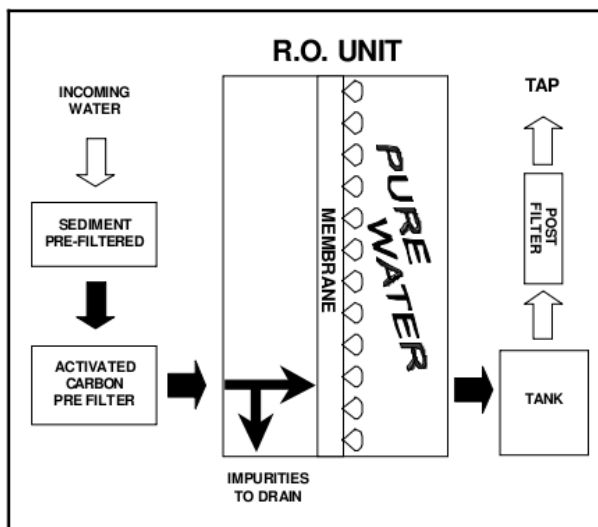 R.O. UNIT
INCOMING
WATER
SEDIMENT
PRE-FILTERED
ACTIVATED
CARBON
PRE FILTER
IMPURITIES
TO DRAIN
MEMBRANE
PURE
WATER
TANK
POST
FILTER
TAP